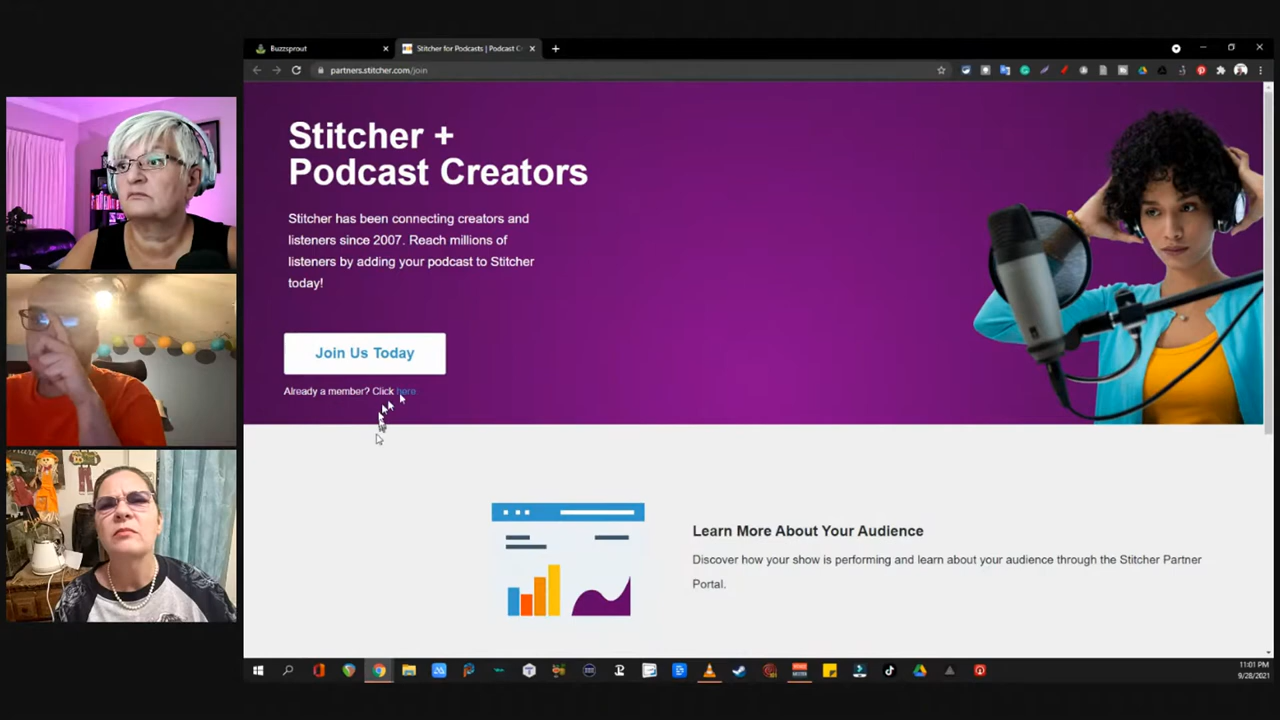 Buzzsprout
Stitcher for Podcasts | Podcast C
partners.stitcher.com/join
Stitcher +
Podcast Creators
Stitcher has been connecting creators and
listeners since 2007. Reach millions of
listeners by adding your podcast to Stitcher
today!
Join Us Today
Already a member? Click here
Learn More About Your Audience
Discover how your show is performing and learn about your audience through the Stitcher Partner
Portal.
11:01 PM
9/28/2021